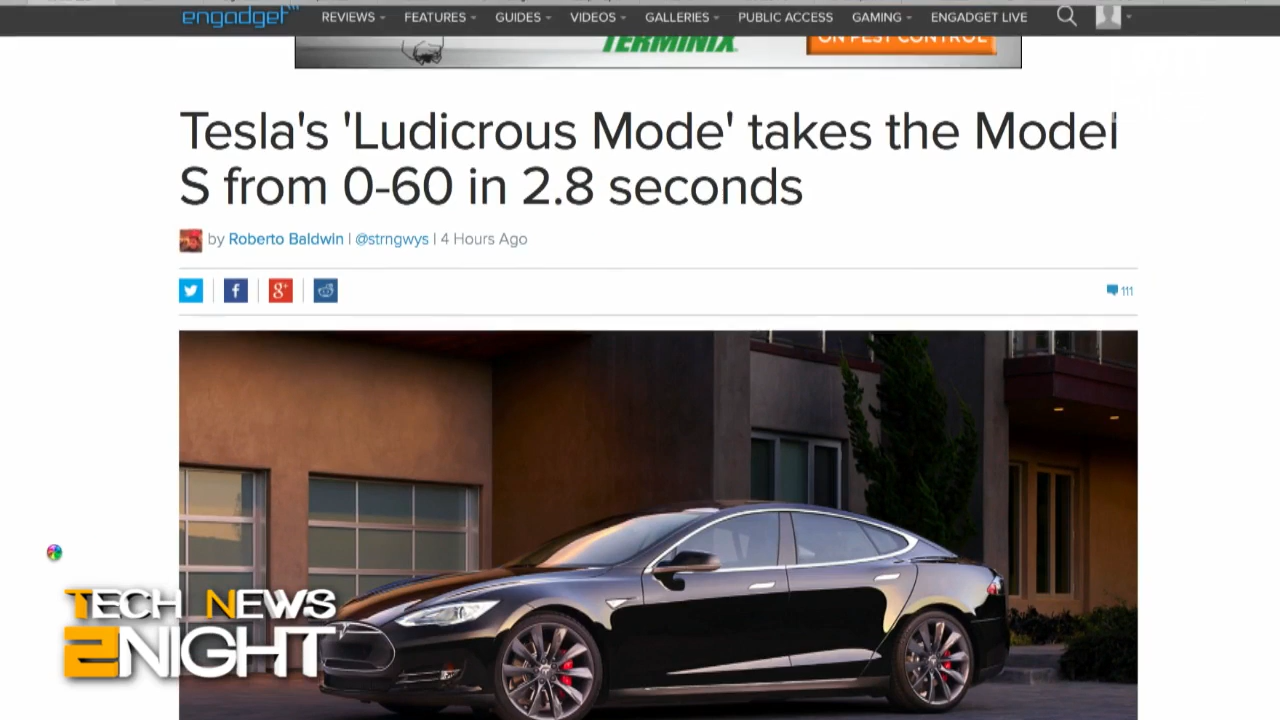 engadget
REVIEWS FEATURES GUIDES VIDEOS GALLERIES PUBLIC ACCESS GAMING ENGADGET LIVE
TERMINIX
ON PEST CONTROL
Tesla's 'Ludicrous Mode' takes the Model
S from 0-60 in 2.8 seconds
by Roberto Baldwin | @strngwys | 4 Hours Ago
111
TECH NEWS
2NIGHT